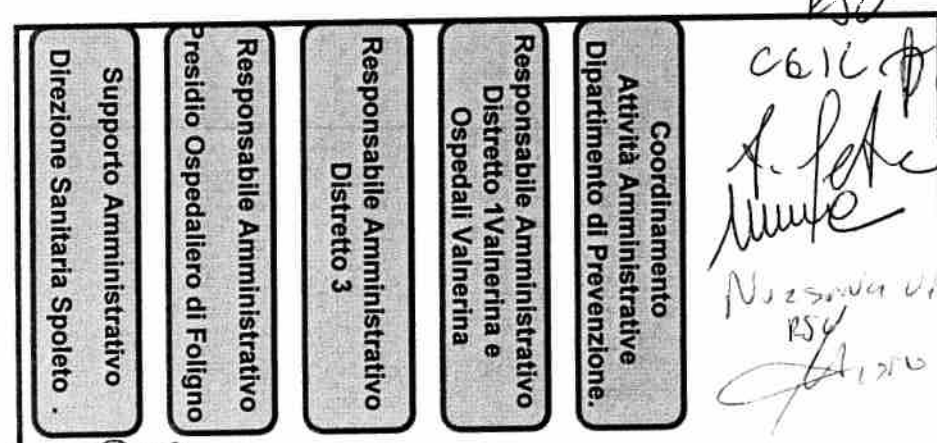 Coordinamento
Attività Amministrative
Dipartimento di Prevenzione.
Responsabile Amministrativo
Distretto 1Valnerina e
Ospedali Valnerina
Responsabile Amministrativo
Distretto 3
Responsabile Amministrativo
Presidio Ospedaliero di Foligno
Supporto Amministrativo
Direzione Sanitaria Spoleto .
RSU
RSU